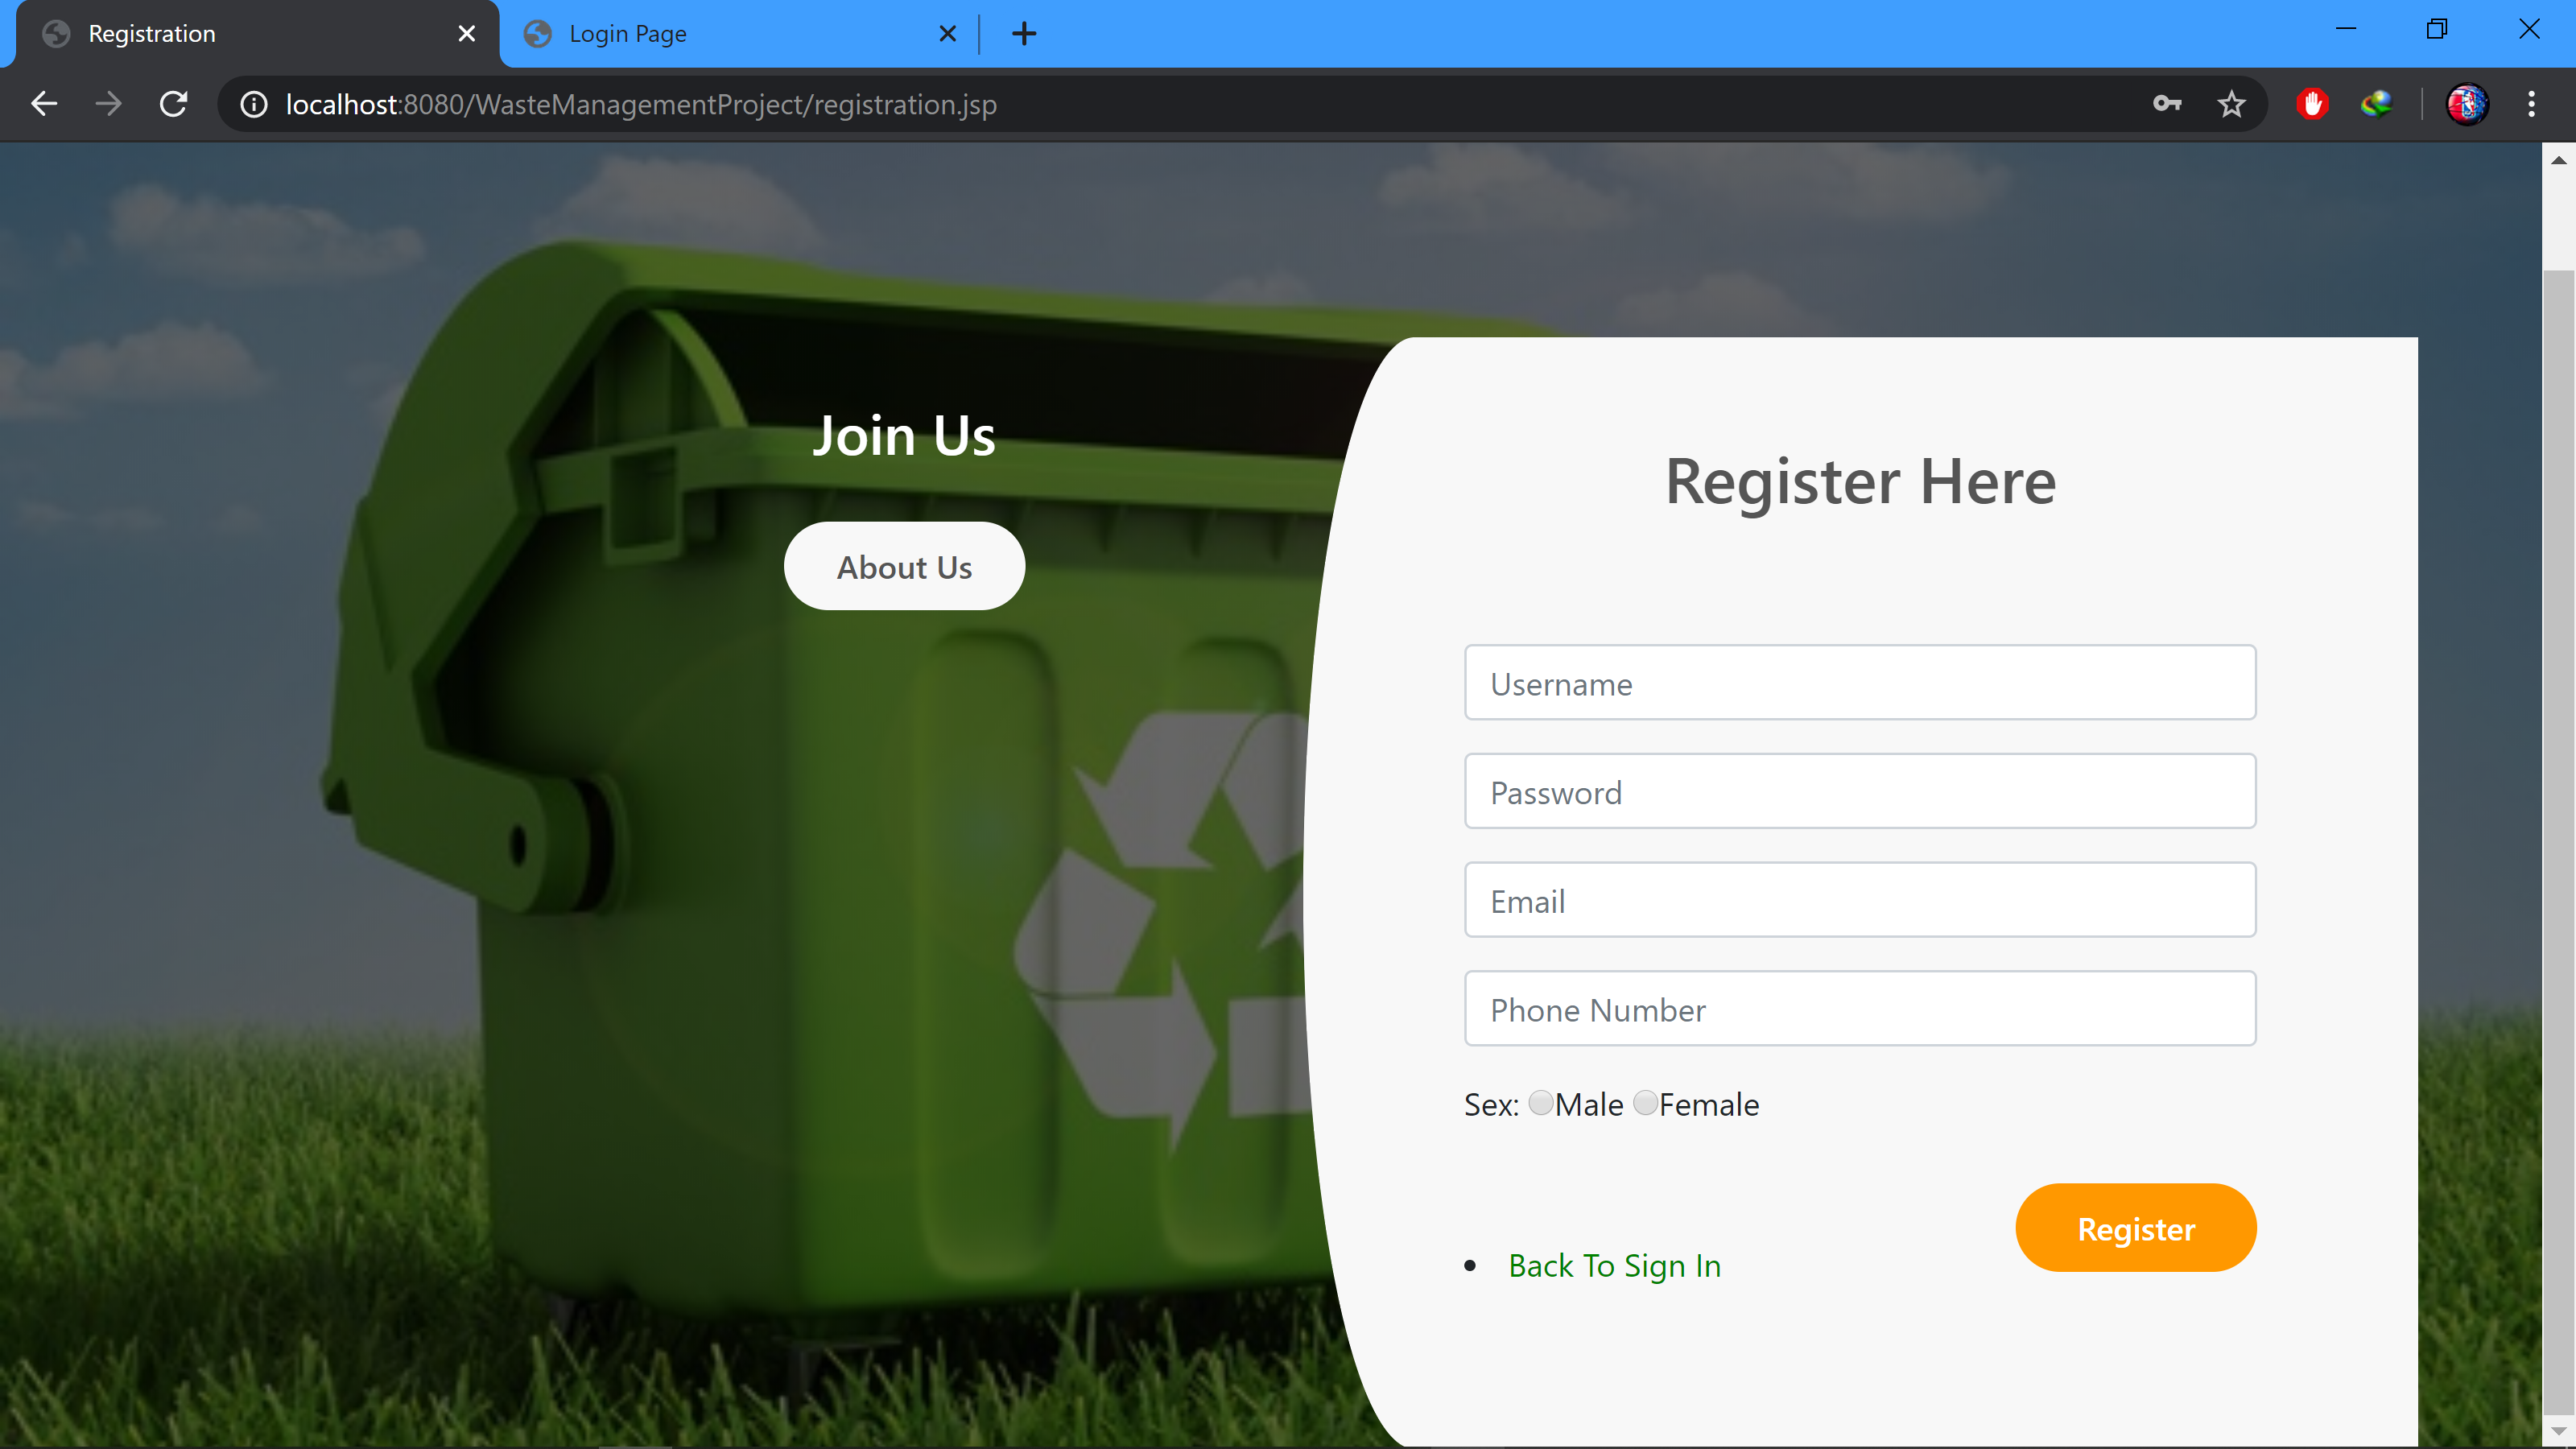 Registration
Login Page
localhost:8080/WasteManagementProject/registration.jsp
Join Us
About Us
Register Here
Username
Password
Email
Phone Number
Sex: Male Female
Register
• Back To Sign In